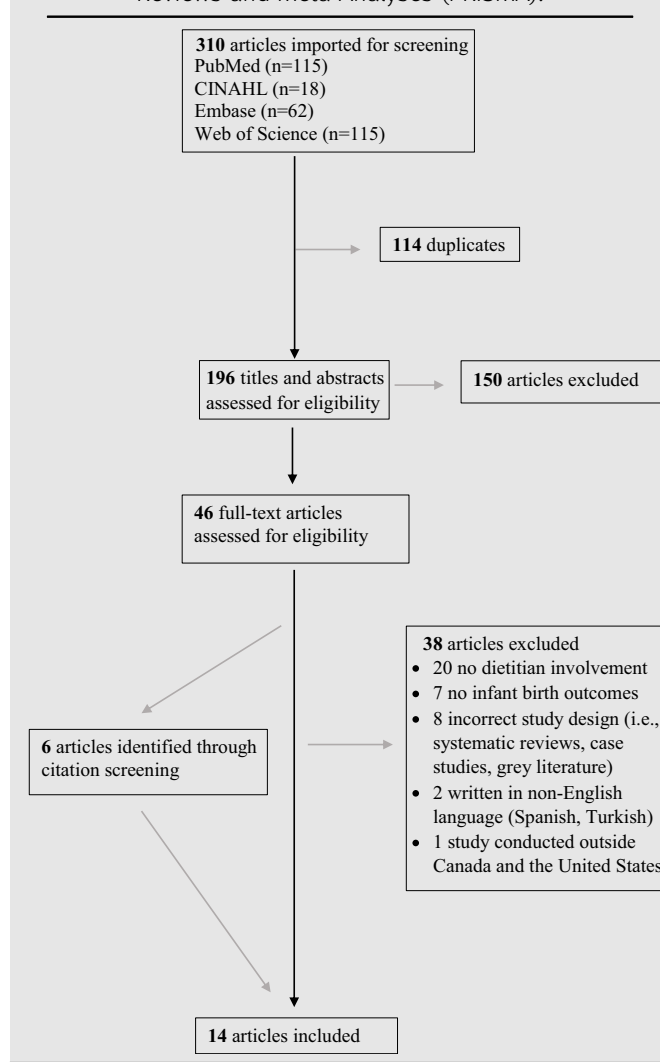 Reviews and Meta-Analyses (PRISMA).
310 articles imported for screening
PubMed (n=115)
CINAHL (n=18)
Embase (n=62)
Web of Science (n=115)
114 duplicates
196 titles and abstracts
assessed for eligibility
150 articles excluded
46 full-text articles
assessed for eligibility
38 articles excluded
• 20 no dietitian involvement
• 7 no infant birth outcomes
• 8 incorrect study design (i.e.,
systematic reviews, case
studies, grey literature)
• 2 written in non-English
language (Spanish, Turkish)
• 1 study conducted outside
Canada and the United States
6 articles identified through
citation screening
14 articles included